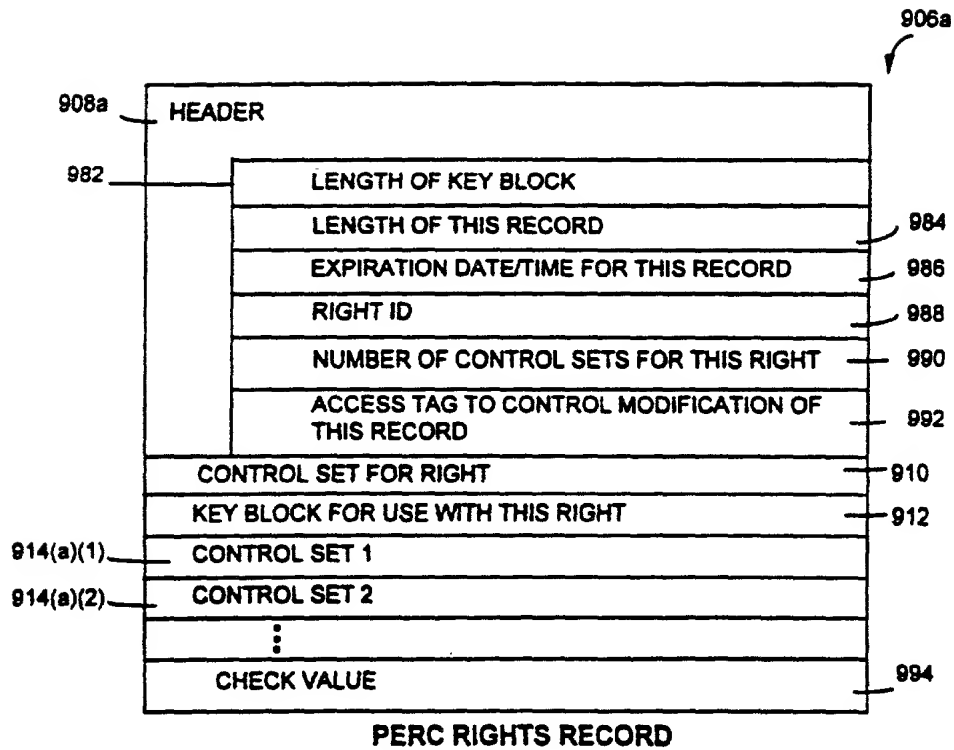 906a
908a HEADER
982 LENGTH OF KEY BLOCK
LENGTH OF THIS RECORD 984
EXPIRATION DATE/TIME FOR THIS RECORD 986
RIGHT ID 988
NUMBER OF CONTROL SETS FOR THIS RIGHT 990
ACCESS TAG TO CONTROL MODIFICATION OF
THIS RECORD 992
CONTROL SET FOR RIGHT 910
KEY BLOCK FOR USE WITH THIS RIGHT 912
914(a)(1) CONTROL SET 1
914(a)(2) CONTROL SET 2
CHECK VALUE 994
PERC RIGHTS RECORD